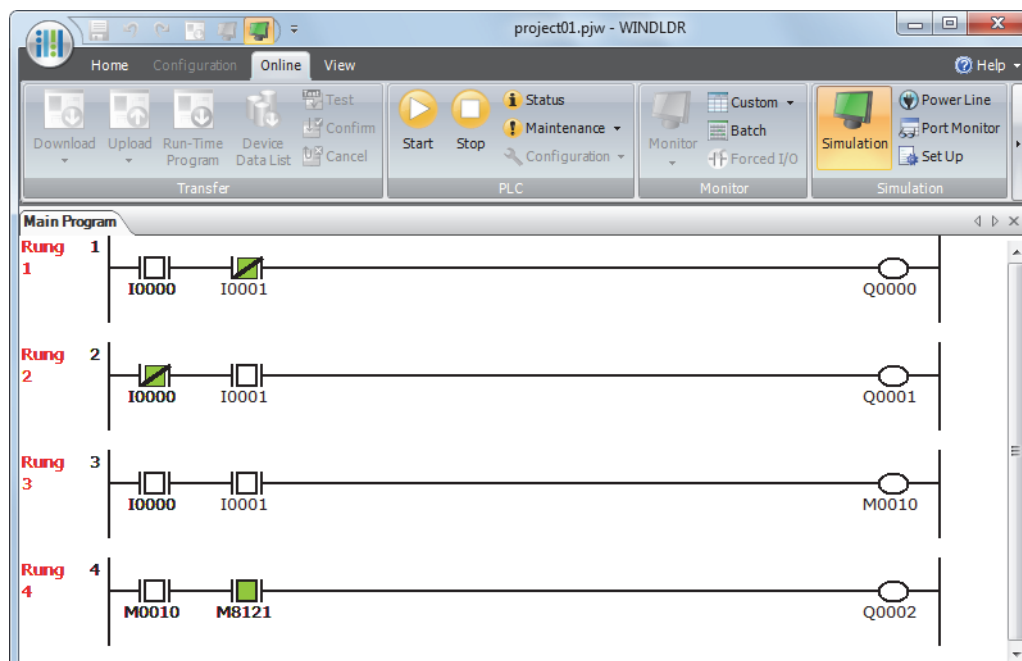 project01.pjw - WINDLDR
Home Configuration Online View Help
Download
Upload
Run-Time Program
Device Data List
Test
Confirm
Cancel
Transfer
Start
Stop
Status
Maintenance
Configuration
PLC
Monitor
Custom
Batch
Forced I/O
Monitor
Simulation
Power Line
Port Monitor
Set Up
Simulation
Main Program
Rung 1
1
I0000 I0001 Q0000
Rung 2
2
I0000 I0001 Q0001
Rung 3
3
I0000 I0001 M0010
Rung 4
4
M0010 M8121 Q0002